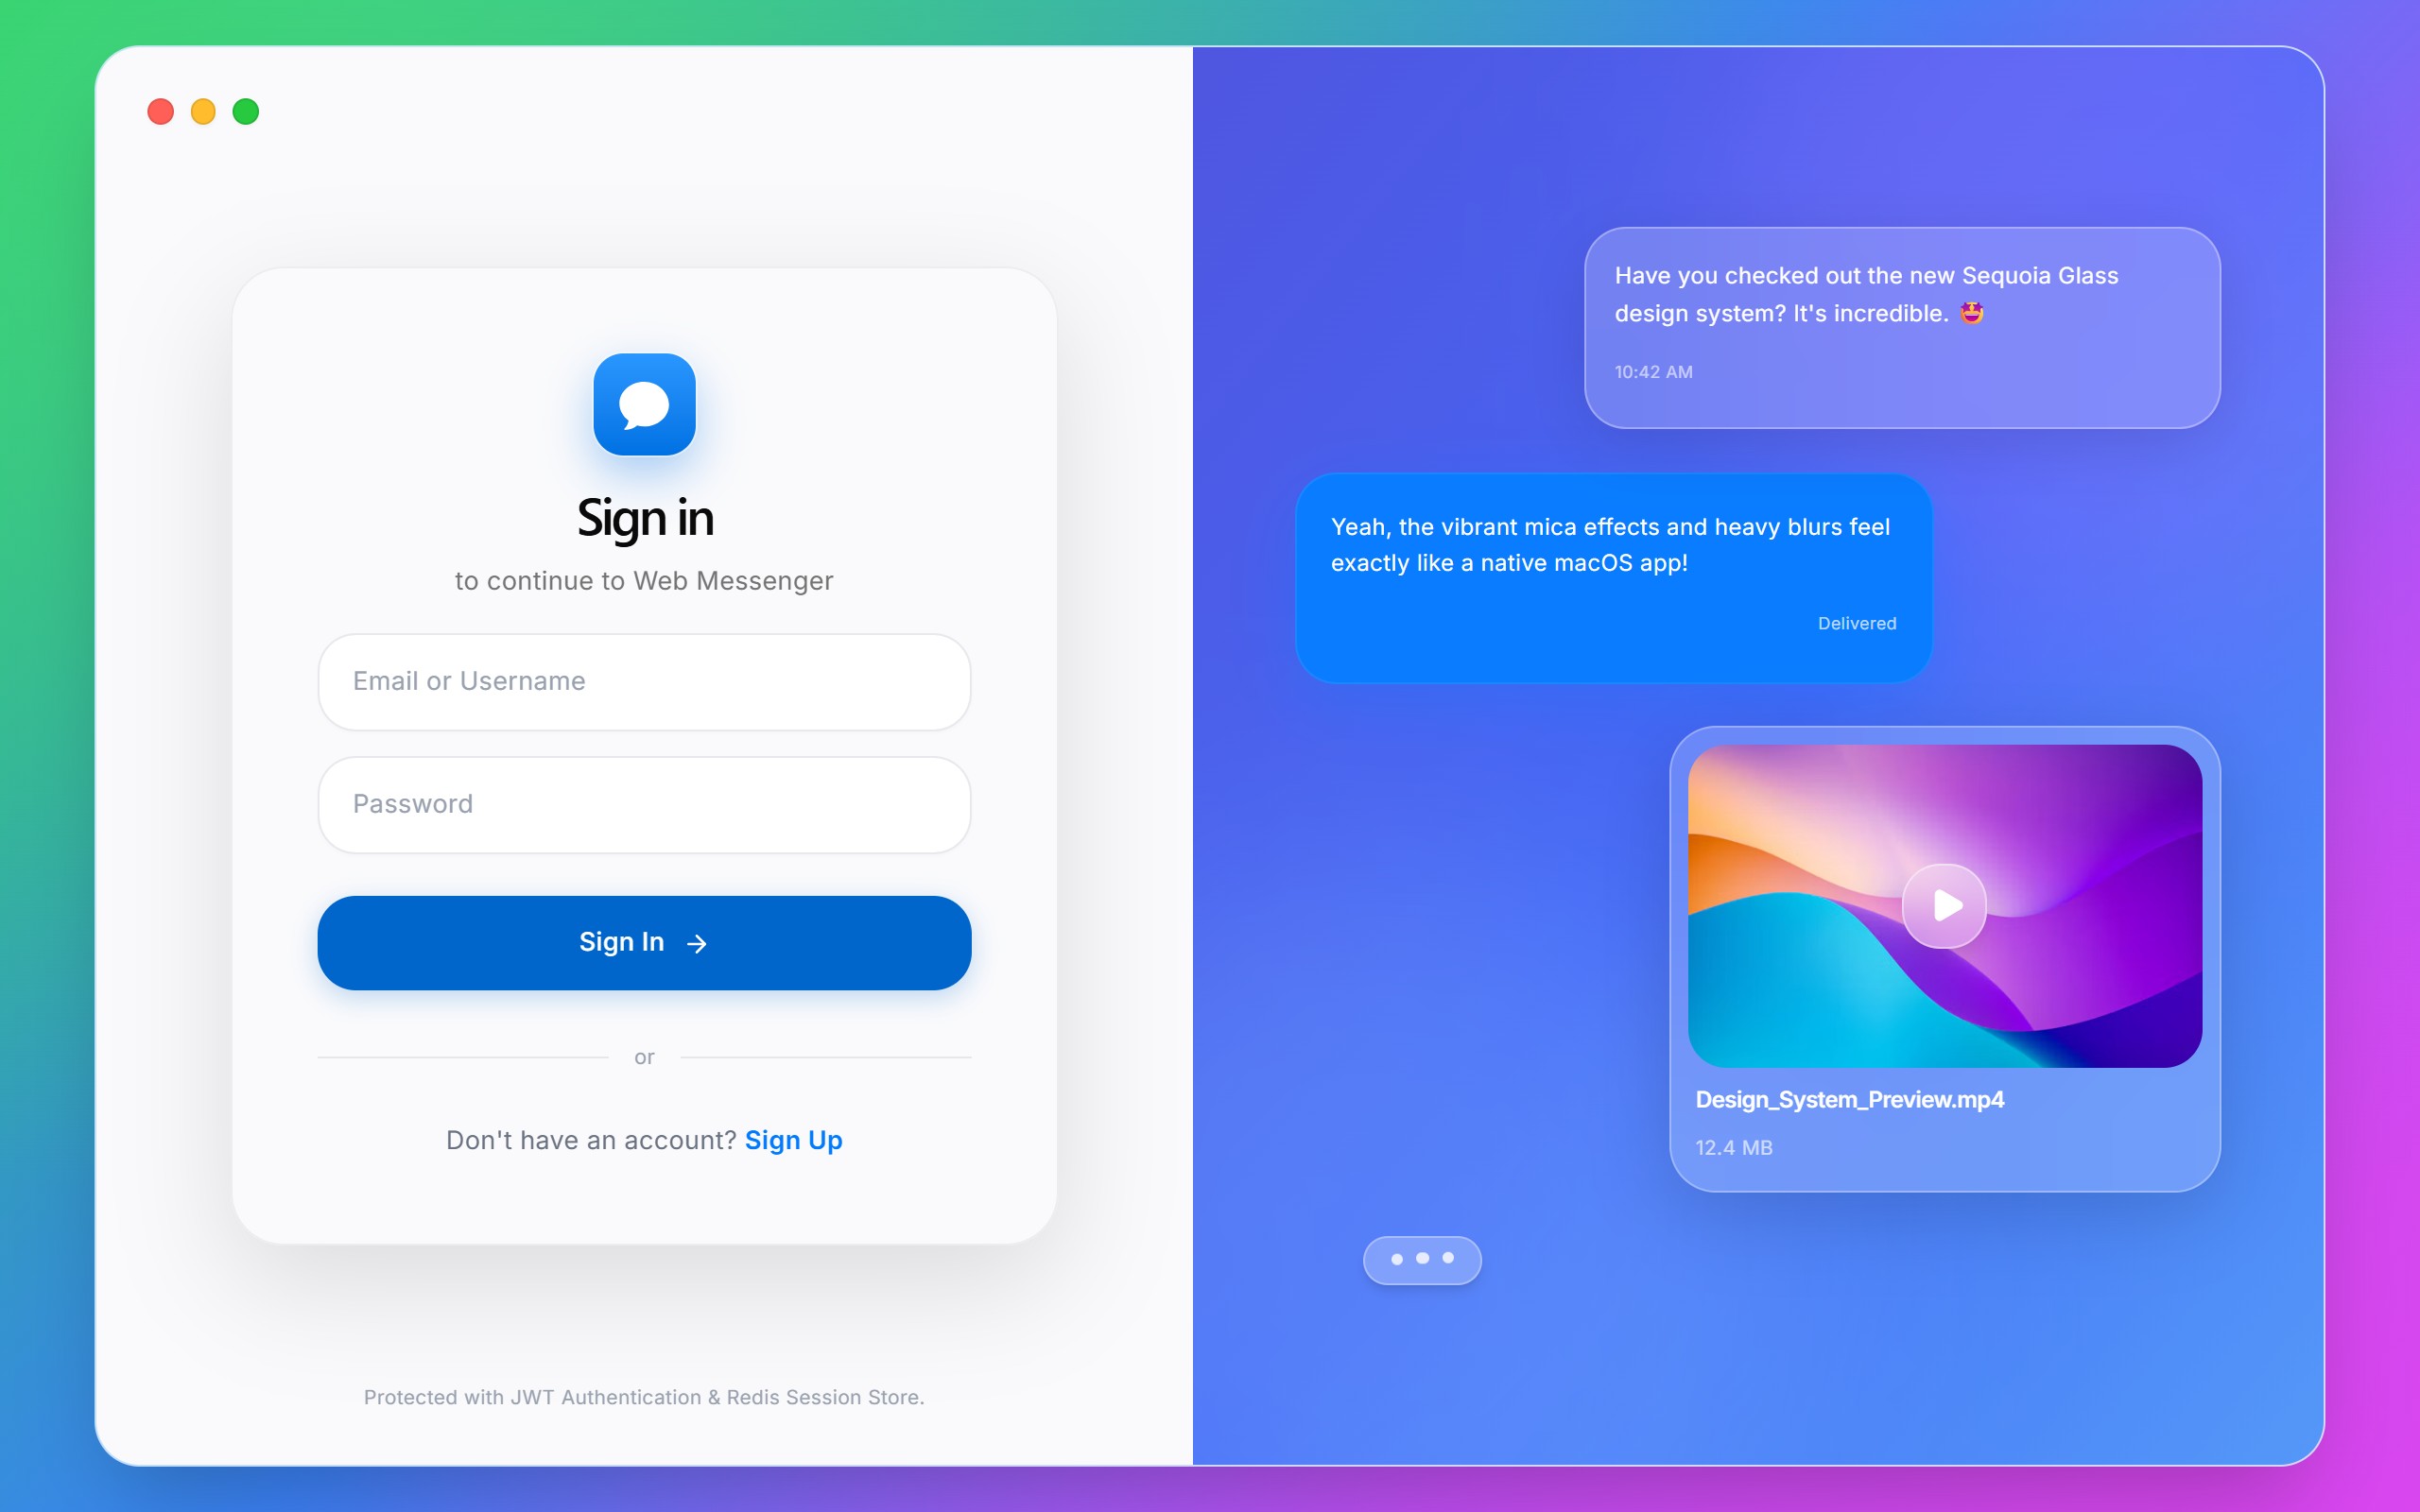 Sign in
to continue to Web Messenger
Email or Username
Password
Sign In
or
Don't have an account? Sign Up
Protected with JWT Authentication & Redis Session Store.
Have you checked out the new Sequoia Glass
design system? It's incredible. 🤩
10:42 AM
Yeah, the vibrant mica effects and heavy blurs feel
exactly like a native macOS app!
Delivered
Design_System_Preview.mp4
12.4 MB